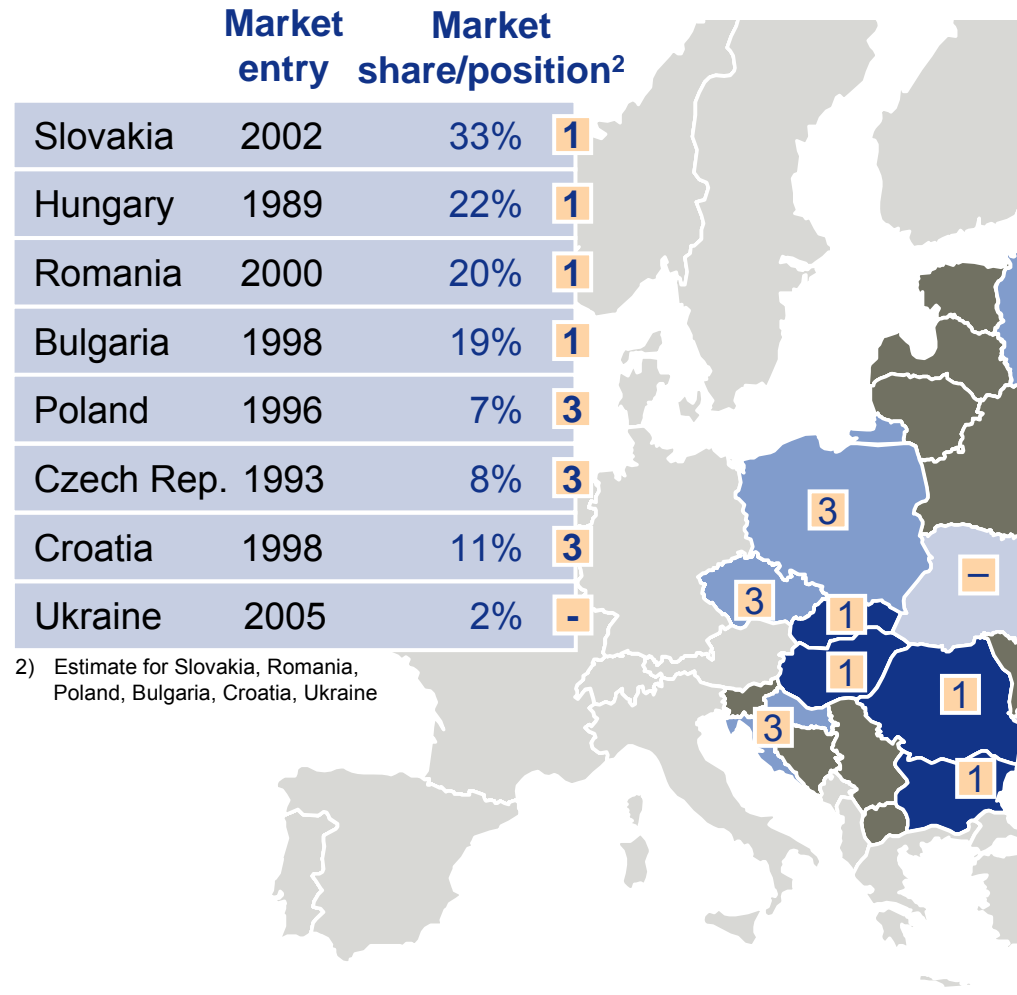 Market entry Market share/position²
Slovakia 2002 33% 1
Hungary 1989 22% 1
Romania 2000 20% 1
Bulgaria 1998 19% 1
Poland 1996 7% 3
Czech Rep. 1993 8% 3
Croatia 1998 11% 3
Ukraine 2005 2% -
2) Estimate for Slovakia, Romania,
Poland, Bulgaria, Croatia, Ukraine
3
–
3
1
1
1
3
1